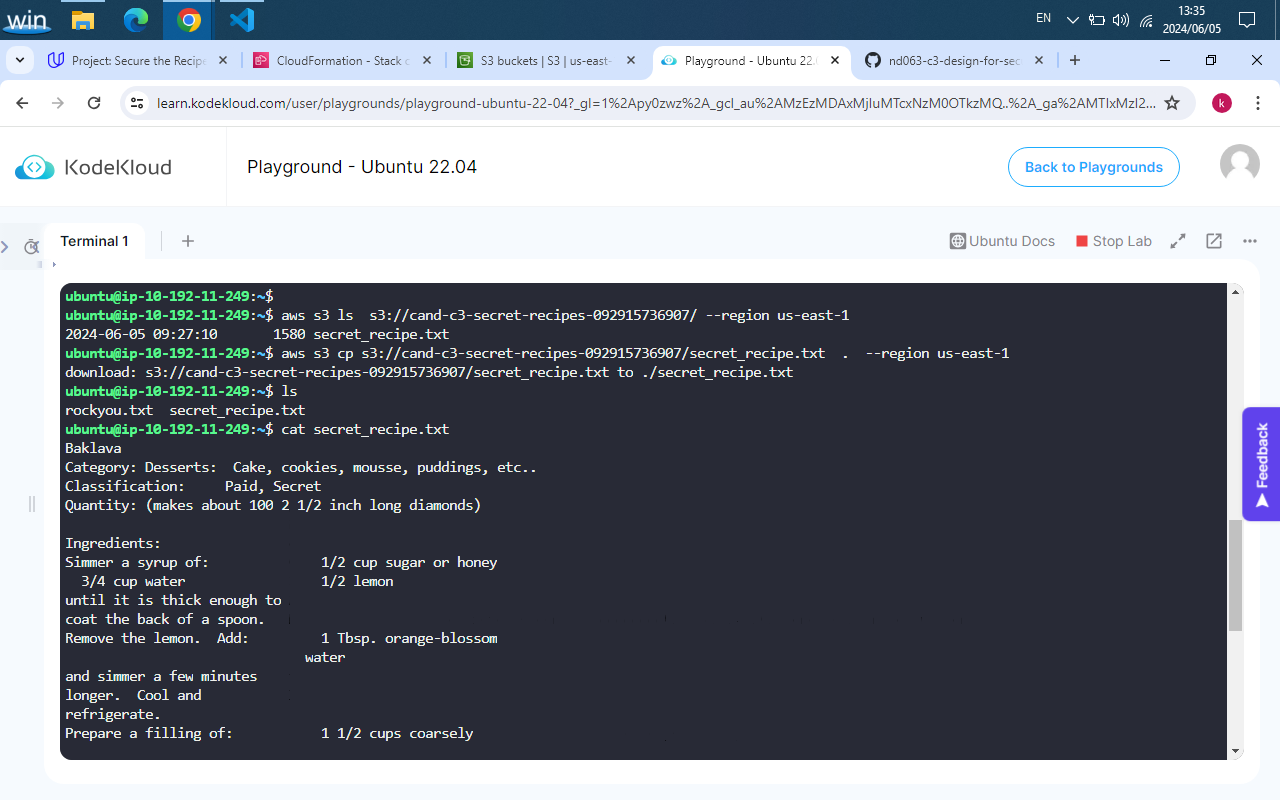 win
EN
13:35
2024/06/05
Project: Secure the Recipe
CloudFormation - Stack
S3 buckets | S3 | us-east-
Playground - Ubuntu 22.
nd063-c3-design-for-sec
learn.kodekloud.com/user/playgrounds/playground-ubuntu-22-04?_gl=1%2Apy0zwz%2A_gcl_au%2AMzEzMDAxMjIuMTcxNzM0OTkzMQ..%2A_ga%2AMTIxMzI2...
k
KodeKloud
Playground - Ubuntu 22.04
Back to Playgrounds
Terminal 1
Ubuntu Docs
Stop Lab
ubuntu@ip-10-192-11-249:~$
ubuntu@ip-10-192-11-249:~$ aws s3 ls  s3://cand-c3-secret-recipes-092915736907/ --region us-east-1
2024-06-05 09:27:10       1580 secret_recipe.txt
ubuntu@ip-10-192-11-249:~$ aws s3 cp s3://cand-c3-secret-recipes-092915736907/secret_recipe.txt  .  --region us-east-1
download: s3://cand-c3-secret-recipes-092915736907/secret_recipe.txt to ./secret_recipe.txt
ubuntu@ip-10-192-11-249:~$ ls
rockyou.txt  secret_recipe.txt
ubuntu@ip-10-192-11-249:~$ cat secret_recipe.txt
Baklava
Category: Desserts:  Cake, cookies, mousse, puddings, etc..
Classification:     Paid, Secret
Quantity: (makes about 100 2 1/2 inch long diamonds)
Ingredients:
Simmer a syrup of:              1/2 cup sugar or honey
  3/4 cup water                 1/2 lemon
until it is thick enough to
coat the back of a spoon.
Remove the lemon.  Add:         1 Tbsp. orange-blossom
                              water
and simmer a few minutes
longer.  Cool and
refrigerate.
Prepare a filling of:           1 1/2 cups coarsely
Feedback